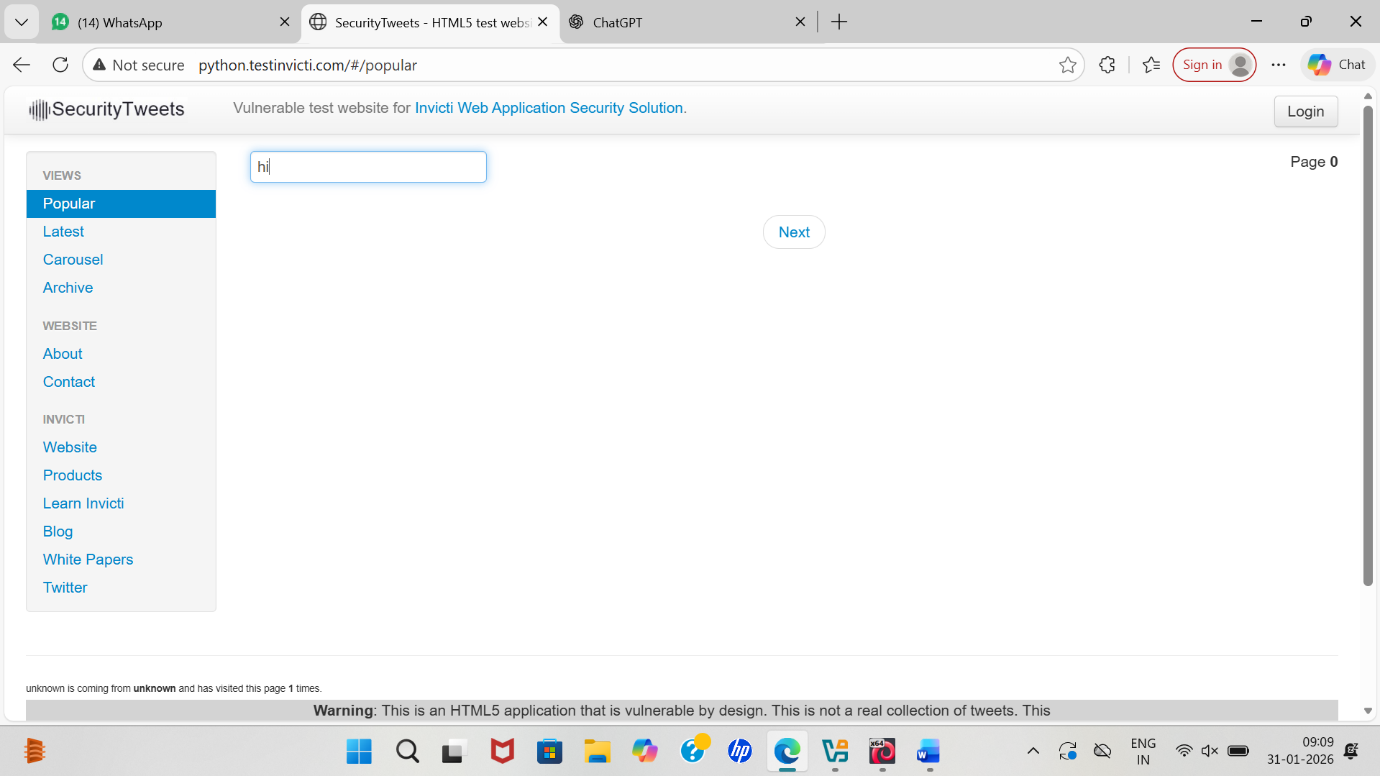 (14) WhatsApp
SecurityTweets - HTML5 test websi
ChatGPT
Not secure python.testinvicti.com/#/popular
Sign in
Chat
SecurityTweets
Vulnerable test website for Invicti Web Application Security Solution.
Login
VIEWS
Popular
Latest
Carousel
Archive
WEBSITE
About
Contact
INVICTI
Website
Products
Learn Invicti
Blog
White Papers
Twitter
hi
Page 0
Next
unknown is coming from unknown and has visited this page 1 times.
Warning: This is an HTML5 application that is vulnerable by design. This is not a real collection of tweets. This
ENG
IN
09:09
31-01-2026
14
hp
X64
W